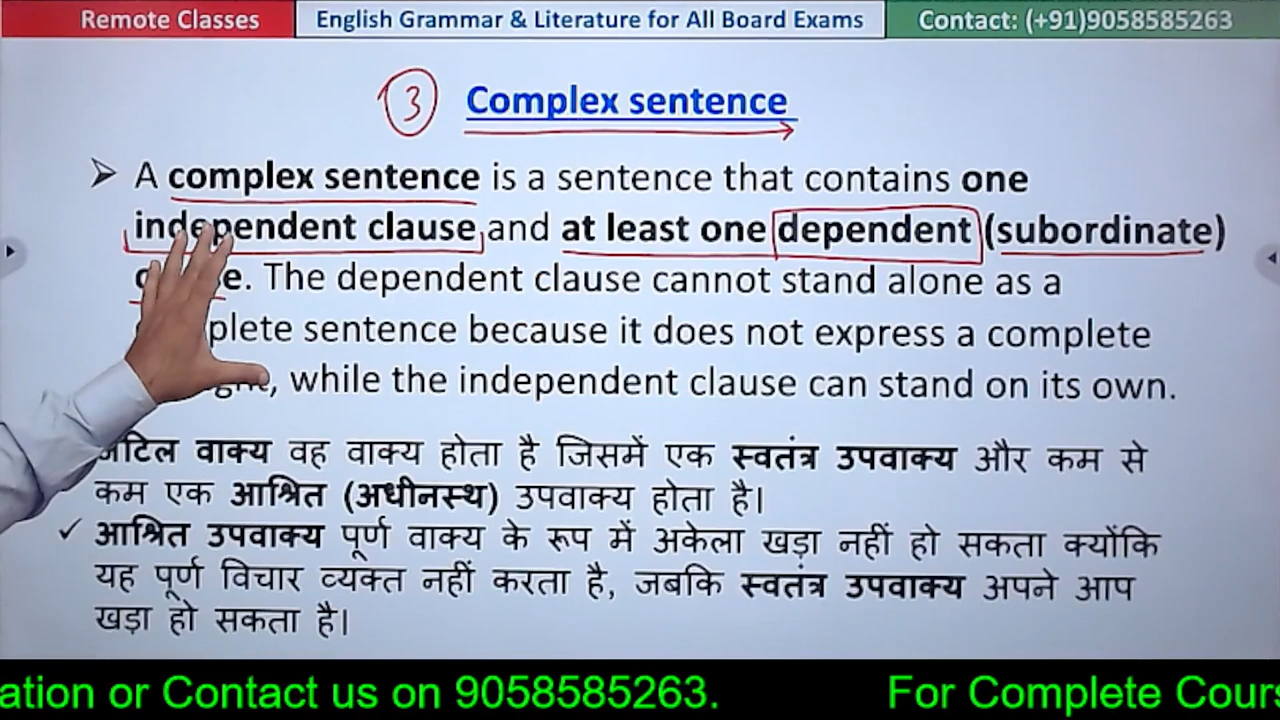 Remote Classes
English Grammar & Literature for All Board Exams
Contact: (+91)9058585263
3 Complex sentence
A complex sentence is a sentence that contains one
independent clause and at least one dependent (subordinate)
The dependent clause cannot stand alone as a
sentence because it does not express a complete
while the independent clause can stand on its own.
वाक्य वह वाक्य होता है जिसमें एक स्वतंत्र उपवाक्य और कम से
कम एक आश्रित (अधीनस्थ) उपवाक्य होता है।
✓ आश्रित उपवाक्य पूर्ण वाक्य के रूप में अकेला खड़ा नहीं हो सकता क्योंकि
यह पूर्ण विचार व्यक्त नहीं करता है, जबकि स्वतंत्र उपवाक्य अपने आप
खड़ा हो सकता है।
or Contact us on 9058585263. For Complete